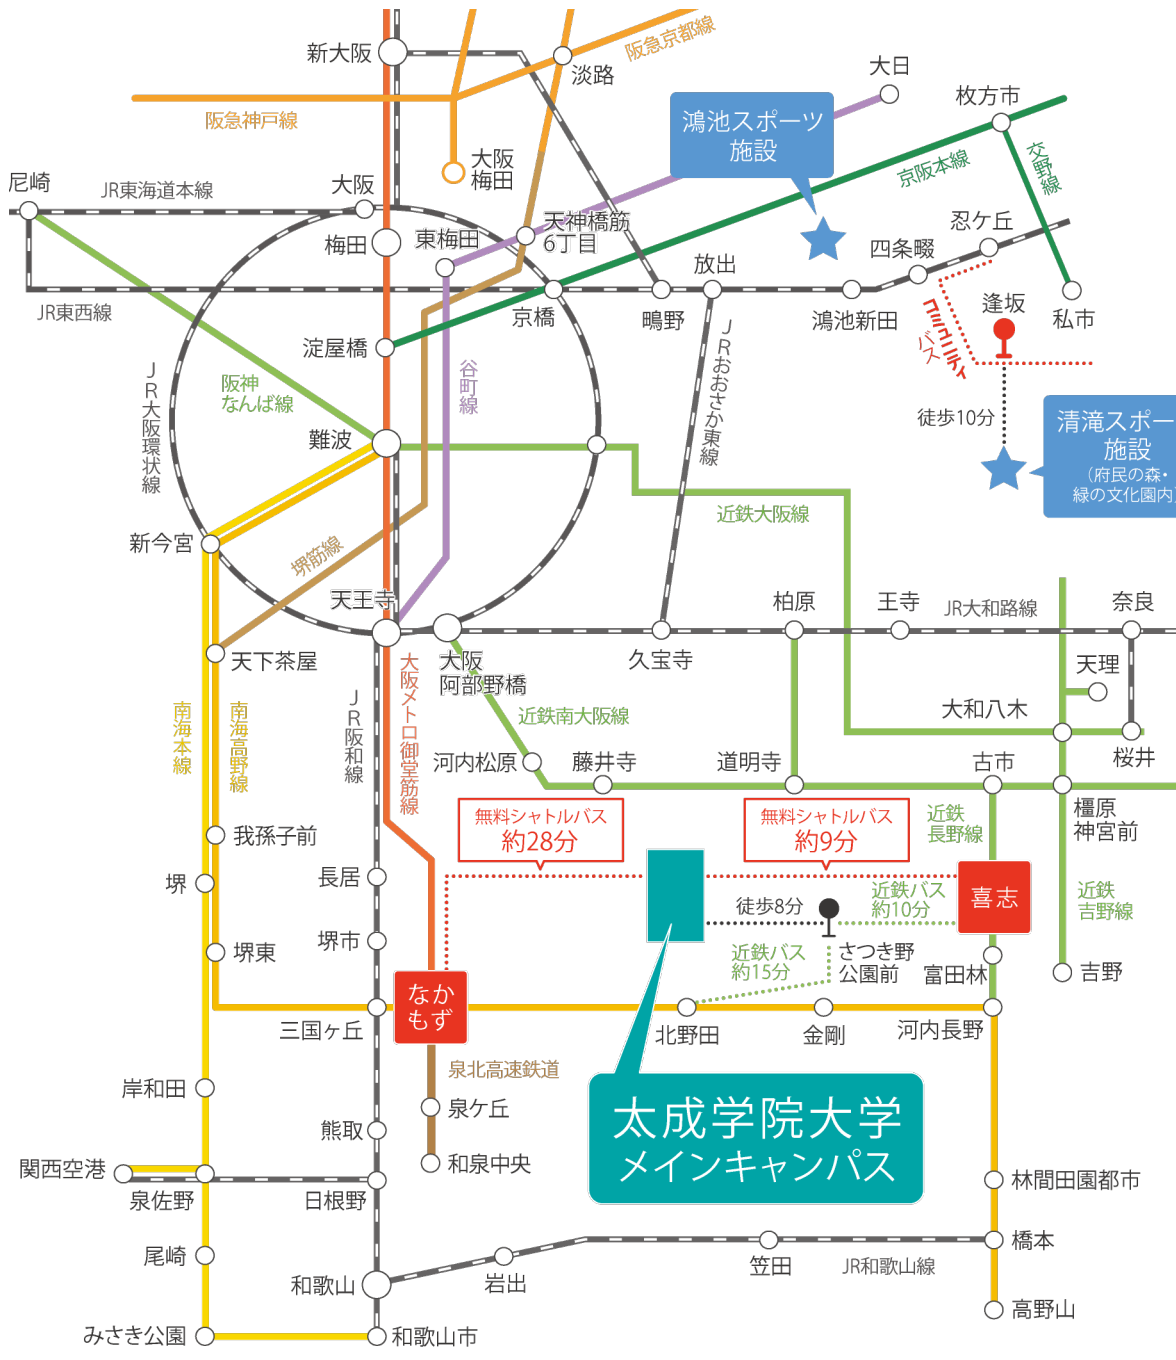 新大阪
淡路
阪急京都線
大日
枚方市
鴻池スポーツ
施設
阪急神戸線
大阪
梅田
京阪本線
交野線
尼崎
JR東海道本線
大阪
梅田
東梅田
天神橋筋
6丁目
忍ケ丘
四条畷
放出
JR東西線
京橋
鴫野
鴻池新田
コミュニティ
バス
逢坂
私市
淀屋橋
JRおおさか東線
谷町線
阪神
なんば線
JR大阪環状線
徒歩10分
清滝スポー
施設
(府民の森・
緑の文化園内)
難波
近鉄大阪線
新今宮
堺筋線
天王寺
柏原
王寺
JR大和路線
奈良
天下茶屋
大阪
阿部野橋
久宝寺
天理
南海本線
南海高野線
JR阪和線
大阪メトロ御堂筋線
近鉄南大阪線
大和八木
桜井
河内松原
藤井寺
道明寺
古市
橿原
神宮前
無料シャトルバス
約28分
無料シャトルバス
約9分
近鉄
長野線
我孫子前
堺
長居
近鉄バス
約10分
喜志
近鉄
吉野線
徒歩8分
堺東
堺市
近鉄バス
約15分
さつき野
公園前
富田林
吉野
なか
もず
三国ヶ丘
北野田
金剛
河内長野
泉北高速鉄道
岸和田
泉ケ丘
熊取
太成学院大学
メインキャンパス
和泉中央
関西空港
泉佐野
日根野
林間田園都市
尾崎
和歌山
岩出
笠田
JR和歌山線
橋本
高野山
みさき公園
和歌山市